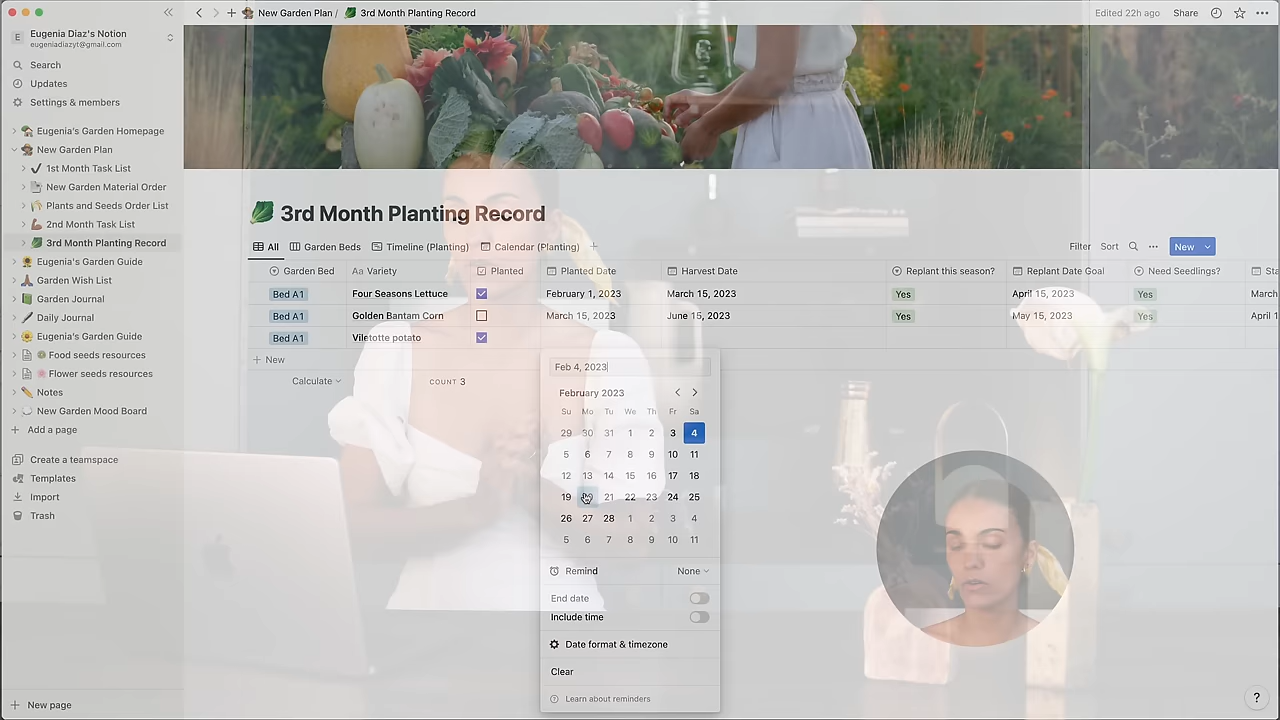 New Garden Plan / 3rd Month Planting Record
Edited 22h ago Share
E Eugenia Diaz's Notion
eugeniadiazyt@gmail.com
Search
Updates
Settings & members
Eugenia's Garden Homepage
New Garden Plan
1st Month Task List
New Garden Material Order
Plants and Seeds Order List
2nd Month Task List
3rd Month Planting Record
Eugenia's Garden Guide
Garden Wish List
Garden Journal
Daily Journal
Eugenia's Garden Guide
Food seeds resources
Flower seeds resources
Notes
New Garden Mood Board
Add a page
Create a teamspace
Templates
Import
Trash
New page
3rd Month Planting Record
All Garden Beds Timeline (Planting) Calendar (Planting)
Filter Sort New
Garden Bed Aa Variety Planted Planted Date Harvest Date Replant this season? Replant Date Goal Need Seedlings? Sta
Bed A1 Four Seasons Lettuce February 1, 2023 March 15, 2023 Yes April 15, 2023 Yes March
Bed A1 Golden Bantam Corn March 15, 2023 June 15, 2023 Yes May 15, 2023 Yes April 1
Bed A1 Viletotte potato
New
Calculate COUNT 3
Feb 4, 2023
February 2023
Su Mo Tu We Th Fr Sa
29 30 31 1 2 3 4
5 6 7 8 9 10 11
12 13 14 15 16 17 18
19 20 21 22 23 24 25
26 27 28 1 2 3 4
5 6 7 8 9 10 11
Remind None
End date
Include time
Date format & timezone
Clear
Learn about reminders
?